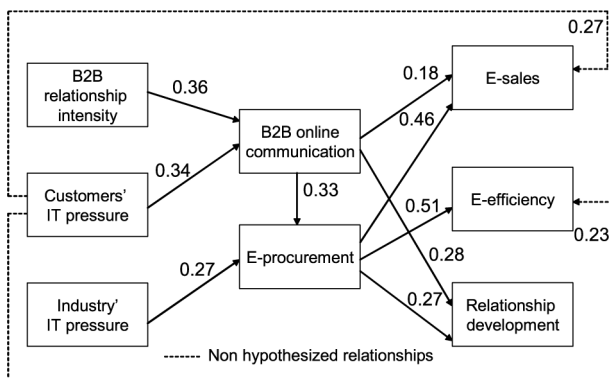 0.27
B2B
relationship
intensity
0.36
0.18
E-sales
B2B online
communication
0.46
0.34
Customers'
IT pressure
0.33
0.51
E-efficiency
0.23
E-procurement
0.28
0.27
0.27
Industry'
IT pressure
Relationship
development
Non hypothesized relationships